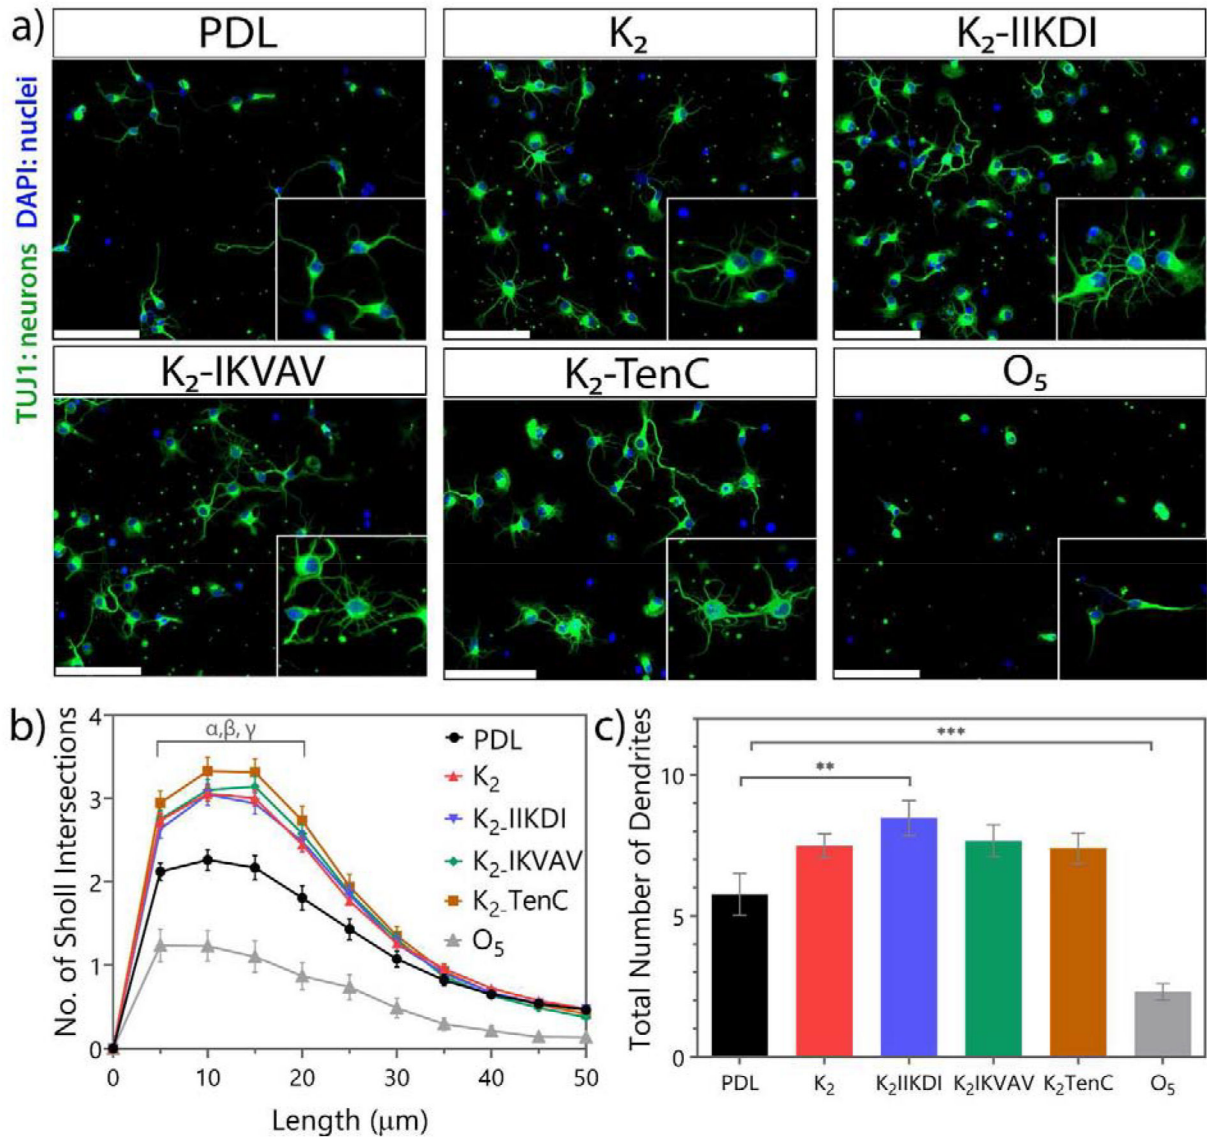 a)
TUJ1: neurons DAPI: nuclei
PDL
K₂
K₂-IIKDI
K₂-IKVAV
K₂-TenC
O₅
b)
No. of Sholl Intersections
4
3
2
1
0
α,β, γ
PDL
K₂
K₂-IIKDI
K₂-IKVAV
K₂-TenC
O₅
0 10 20 30 40 50
Length (μm)
c)
Total Number of Dendrites
10
5
0
***
**
PDL K₂ K₂IIKDI K₂IKVAV K₂TenC O₅